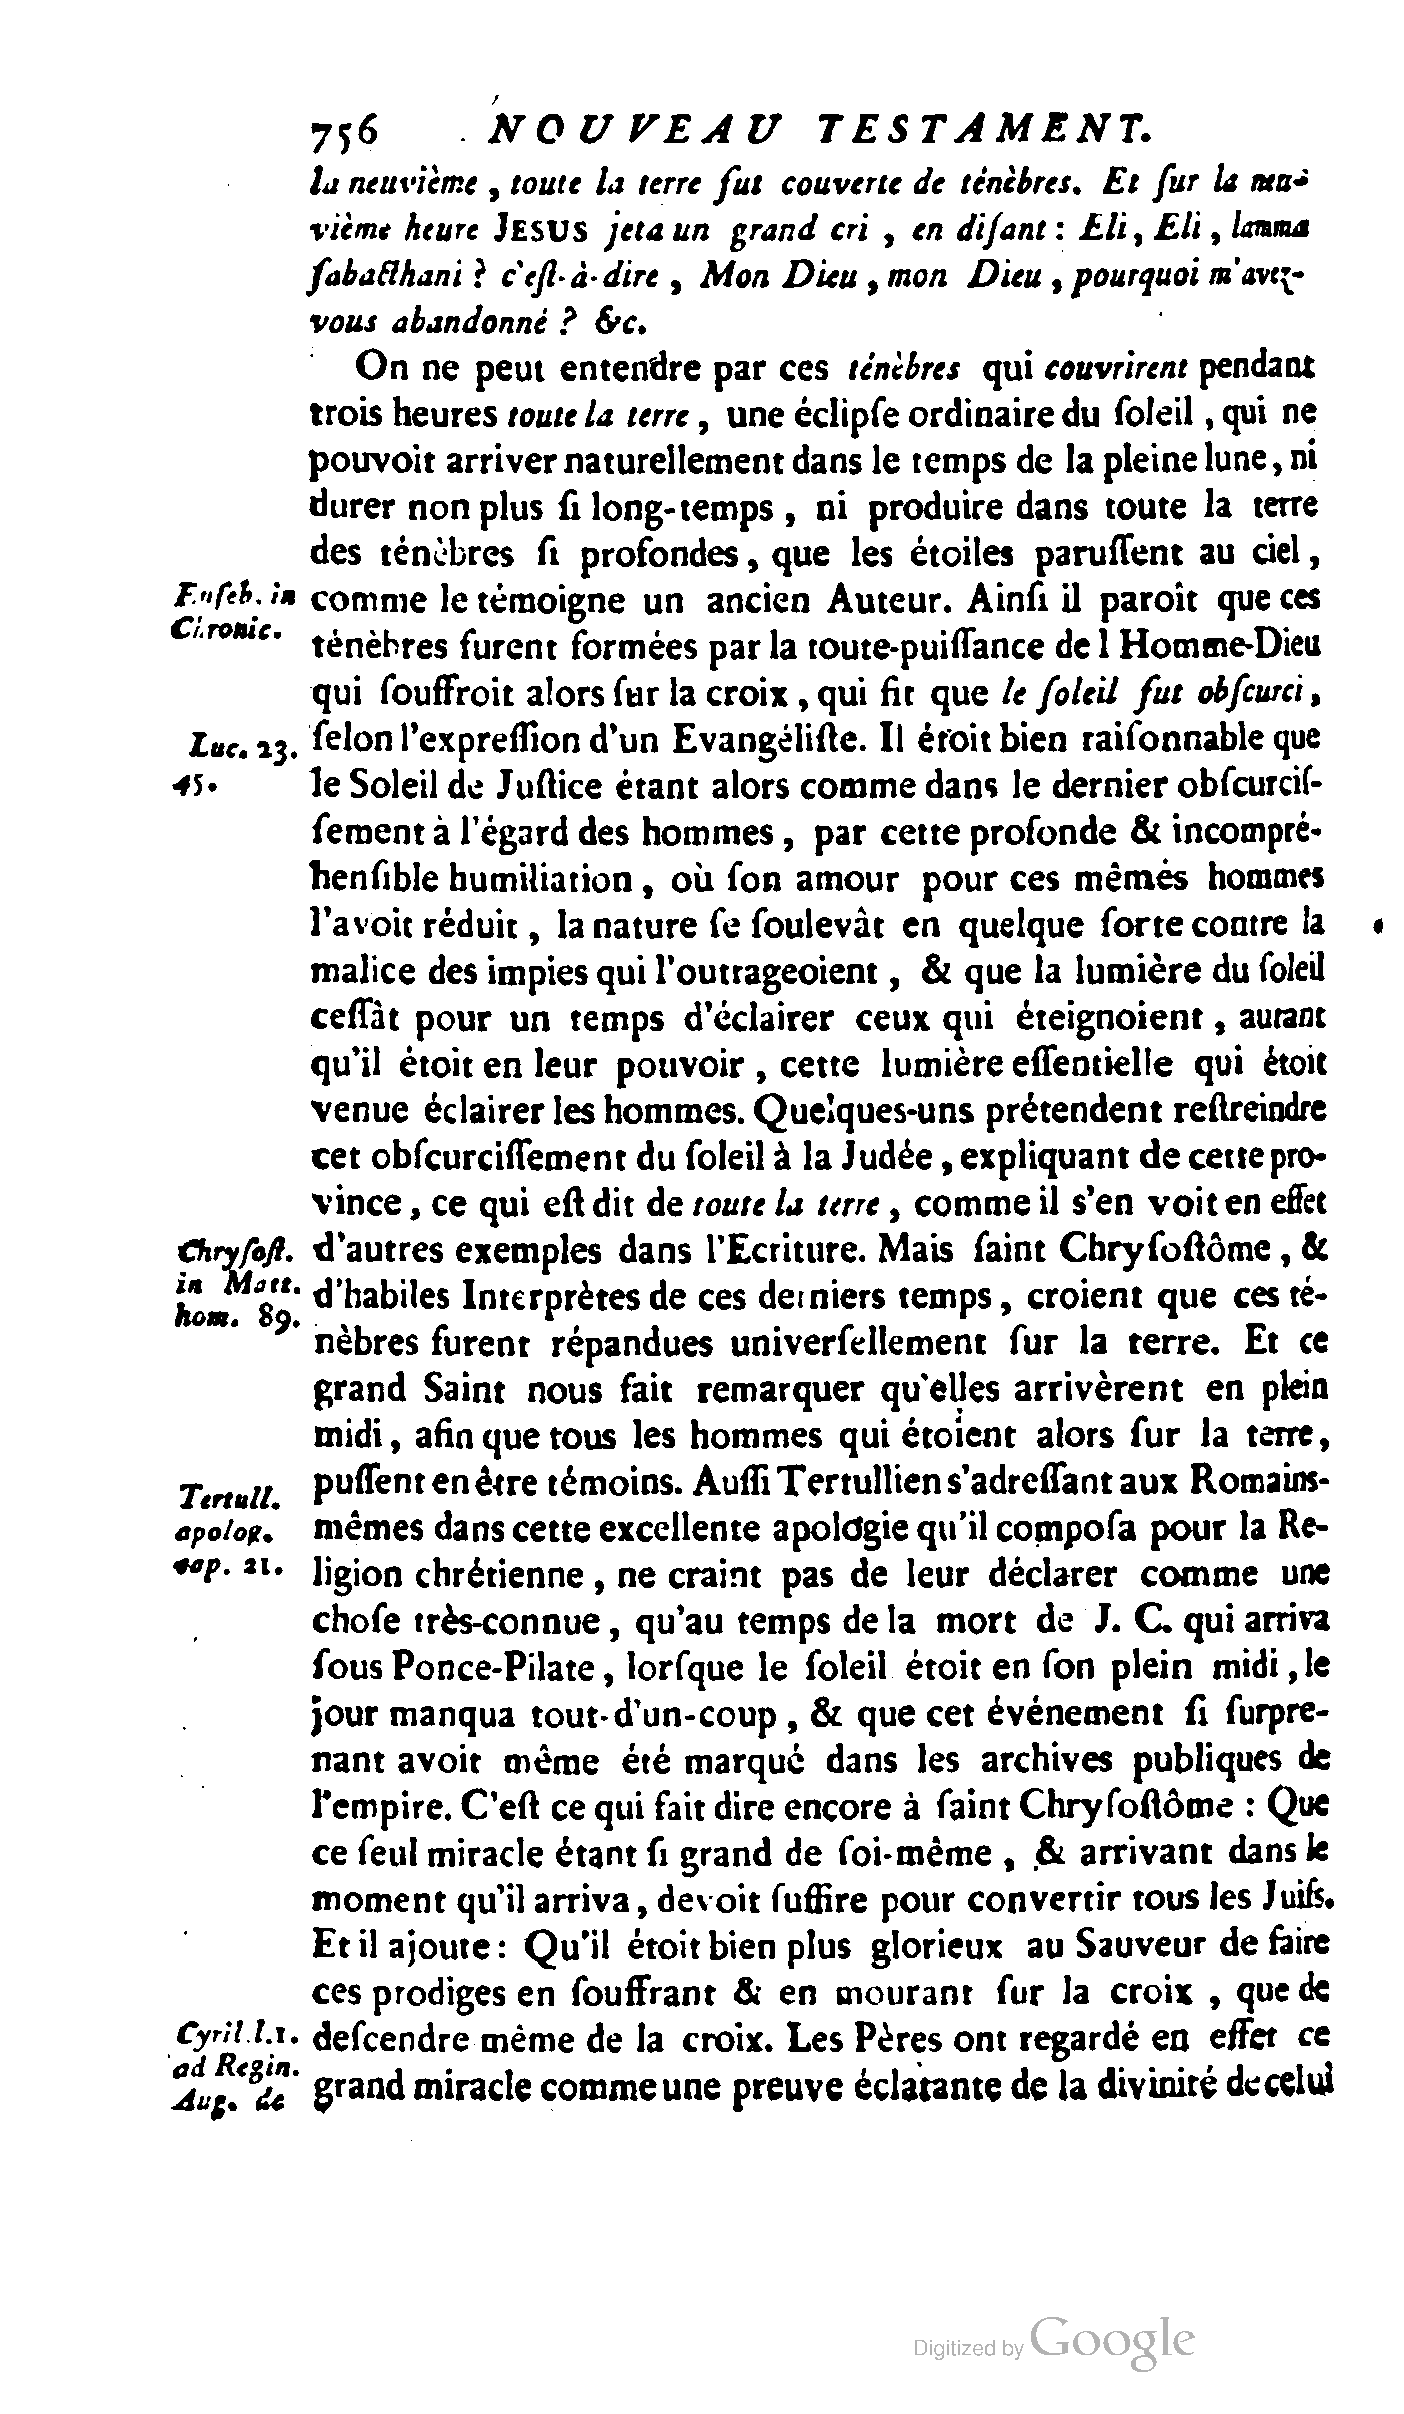 756 NOUVEAU TESTAMENT.
la neuvième, toute la terre fut couverte de ténèbres. Et ſur la neu-
vième heure JESUS jeta un grand cri, en diſant : Eli, Eli, lamma
ſabacthani ? c'eſt-à-dire, Mon Dieu, mon Dieu, pourquoi m'avez-
vous abandonné ? &c.
On ne peut entendre par ces ténèbres qui couvrirent pendant
trois heures toute la terre, une éclipſe ordinaire du ſoleil, qui ne
pouvoit arriver naturellement dans le temps de la pleine lune, ni
durer non plus ſi long-temps, ni produire dans toute la terre
des ténèbres ſi profondes, que les étoiles paruſſent au ciel,
Euſeb. in comme le témoigne un ancien Auteur. Ainſi il paroît que ces
Chronic. ténèbres furent formées par la toute-puiſſance de l Homme-Dieu
qui ſouffroit alors ſur la croix, qui fit que le ſoleil fut obſcurci,
Luc. 23. ſelon l'expreſſion d'un Evangéliſte. Il étoit bien raiſonnable que
45. le Soleil de Juſtice étant alors comme dans le dernier obſcurciſ-
ſement à l'égard des hommes, par cette profonde & incompré-
henſible humiliation, où ſon amour pour ces mêmes hommes
l'avoit réduit, la nature ſe ſoulevât en quelque ſorte contre la
malice des impies qui l'outrageoient, & que la lumière du ſoleil
ceſſât pour un temps d'éclairer ceux qui éteignoient, autant
qu'il étoit en leur pouvoir, cette lumière eſſentielle qui étoit
venue éclairer les hommes. Quelques-uns prétendent reſtreindre
cet obſcurciſſement du ſoleil à la Judée, expliquant de cette pro-
vince, ce qui eſt dit de toute la terre, comme il s'en voit en effet
Chryſoſt. d'autres exemples dans l'Ecriture. Mais ſaint Chryſoſtôme, &
in Matt. d'habiles Interprètes de ces derniers temps, croient que ces té-
hom. 89. nèbres furent répandues univerſellement ſur la terre. Et ce
grand Saint nous fait remarquer qu'elles arrivèrent en plein
midi, afin que tous les hommes qui étoient alors ſur la terre,
Tertull. puſſent en être témoins. Auſſi Tertullien s'adreſſant aux Romains-
apolog. mêmes dans cette excellente apologie qu'il compoſa pour la Re-
cap. 21. ligion chrétienne, ne craint pas de leur déclarer comme une
choſe très-connue, qu'au temps de la mort de J. C. qui arriva
ſous Ponce-Pilate, lorſque le ſoleil étoit en ſon plein midi, le
jour manqua tout-d'un-coup, & que cet événement ſi ſurpre-
nant avoit même été marqué dans les archives publiques de
l'empire. C'eſt ce qui fait dire encore à ſaint Chryſoſtôme : Que
ce ſeul miracle étant ſi grand de ſoi-même, & arrivant dans le
moment qu'il arriva, devoit ſuffire pour convertir tous les Juifs.
Et il ajoute : Qu'il étoit bien plus glorieux au Sauveur de faire
ces prodiges en ſouffrant & en mourant ſur la croix, que de
Cyril. l. 1. deſcendre même de la croix. Les Pères ont regardé en effet ce
ad Regin. grand miracle comme une preuve éclatante de la divinité de celui
Aug. de
Digitized by Google